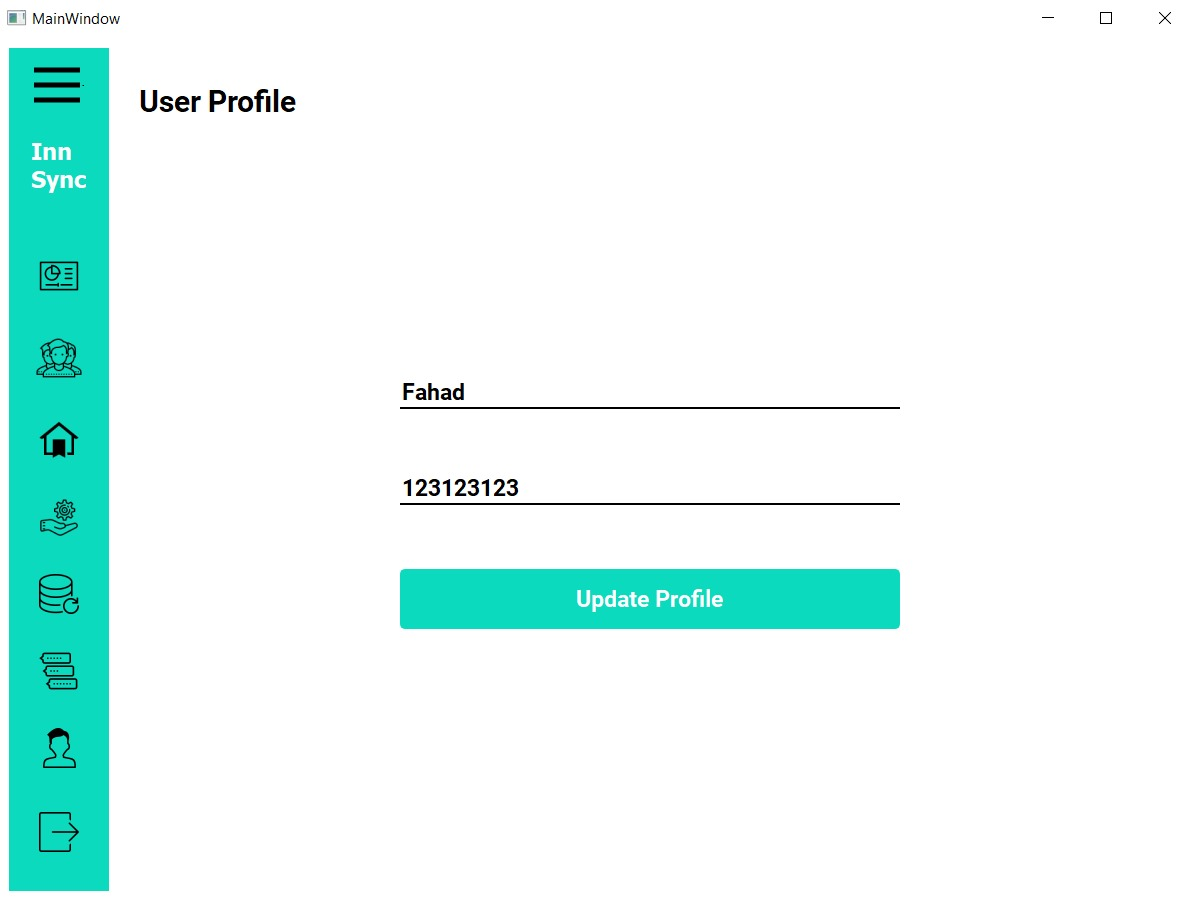 MainWindow
Inn
Sync
User Profile
Fahad
123123123
Update Profile